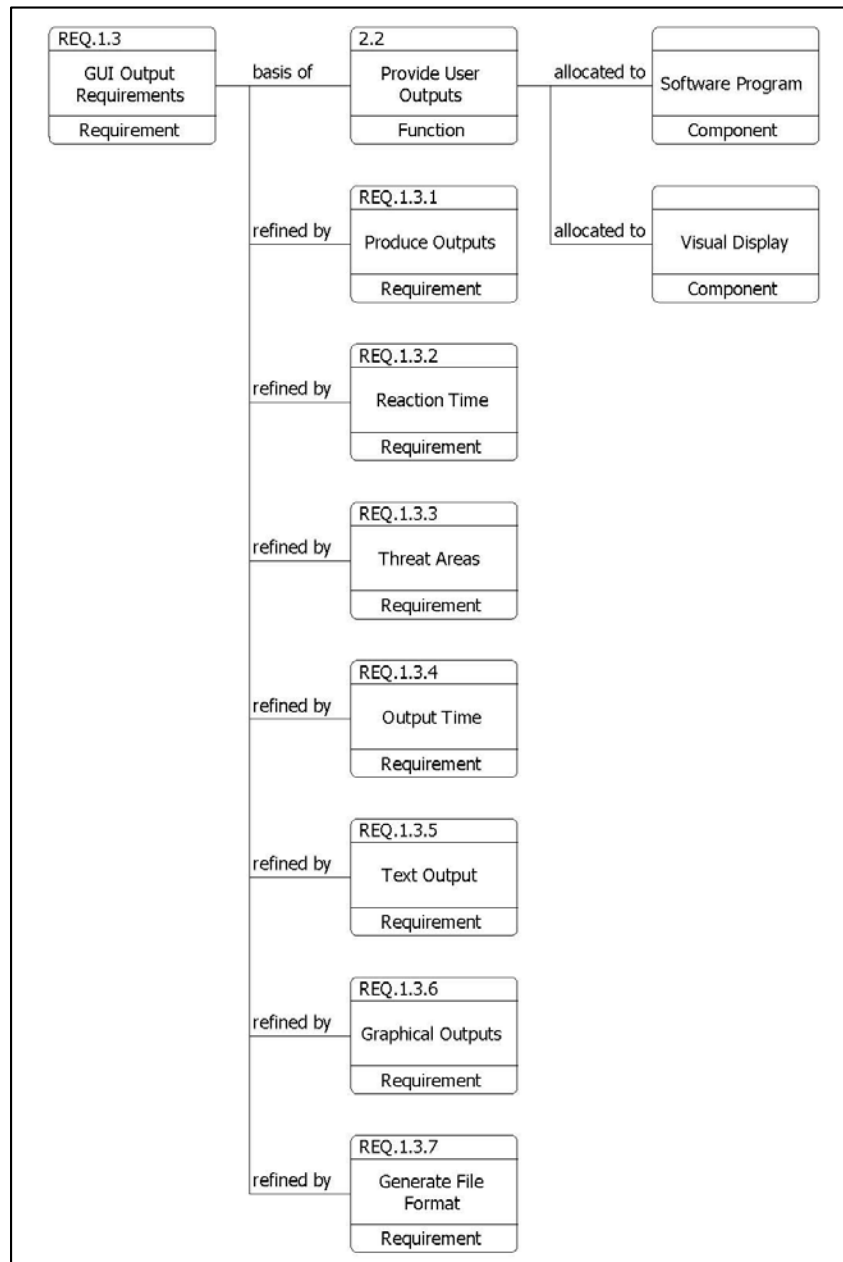 REQ.1.3
GUI Output
Requirements
Requirement
basis of
2.2
Provide User
Outputs
Function
allocated to
Software Program
Component
allocated to
Visual Display
Component
refined by
REQ.1.3.1
Produce Outputs
Requirement
refined by
REQ.1.3.2
Reaction Time
Requirement
refined by
REQ.1.3.3
Threat Areas
Requirement
refined by
REQ.1.3.4
Output Time
Requirement
refined by
REQ.1.3.5
Text Output
Requirement
refined by
REQ.1.3.6
Graphical Outputs
Requirement
refined by
REQ.1.3.7
Generate File
Format
Requirement